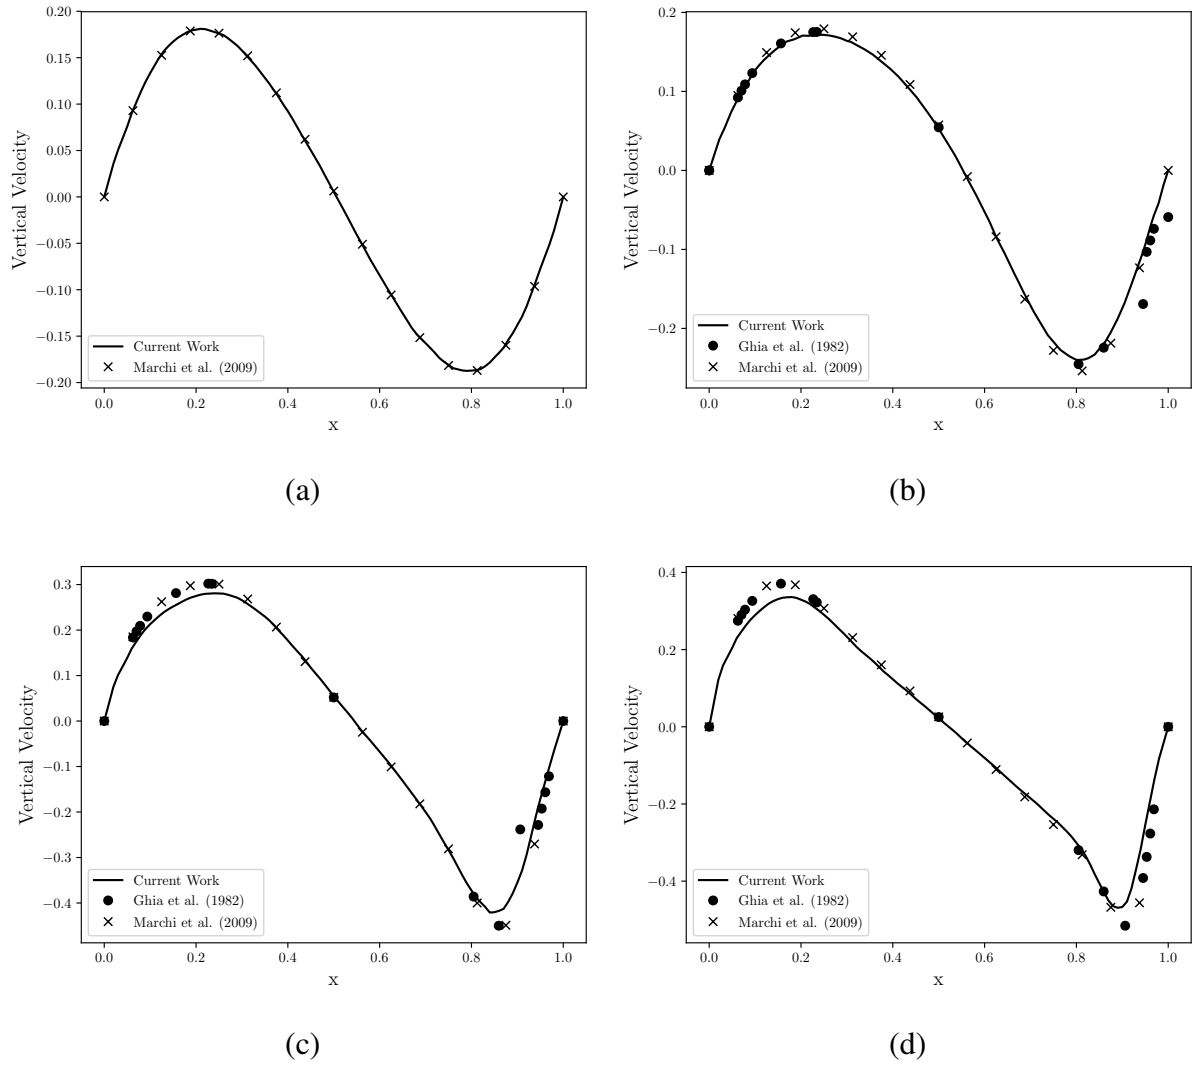 0.20
0.15
0.10
0.05
0.00
−0.05
−0.10
−0.15
−0.20
Vertical Velocity
Current Work
Marchi et al. (2009)
0.0 0.2 0.4 0.6 0.8 1.0
x
(a)
0.2
0.1
0.0
−0.1
−0.2
Vertical Velocity
Current Work
Ghia et al. (1982)
Marchi et al. (2009)
0.0 0.2 0.4 0.6 0.8 1.0
x
(b)
0.3
0.2
0.1
0.0
−0.1
−0.2
−0.3
−0.4
Vertical Velocity
Current Work
Ghia et al. (1982)
Marchi et al. (2009)
0.0 0.2 0.4 0.6 0.8 1.0
x
(c)
0.4
0.2
0.0
−0.2
−0.4
Vertical Velocity
Current Work
Ghia et al. (1982)
Marchi et al. (2009)
0.0 0.2 0.4 0.6 0.8 1.0
x
(d)